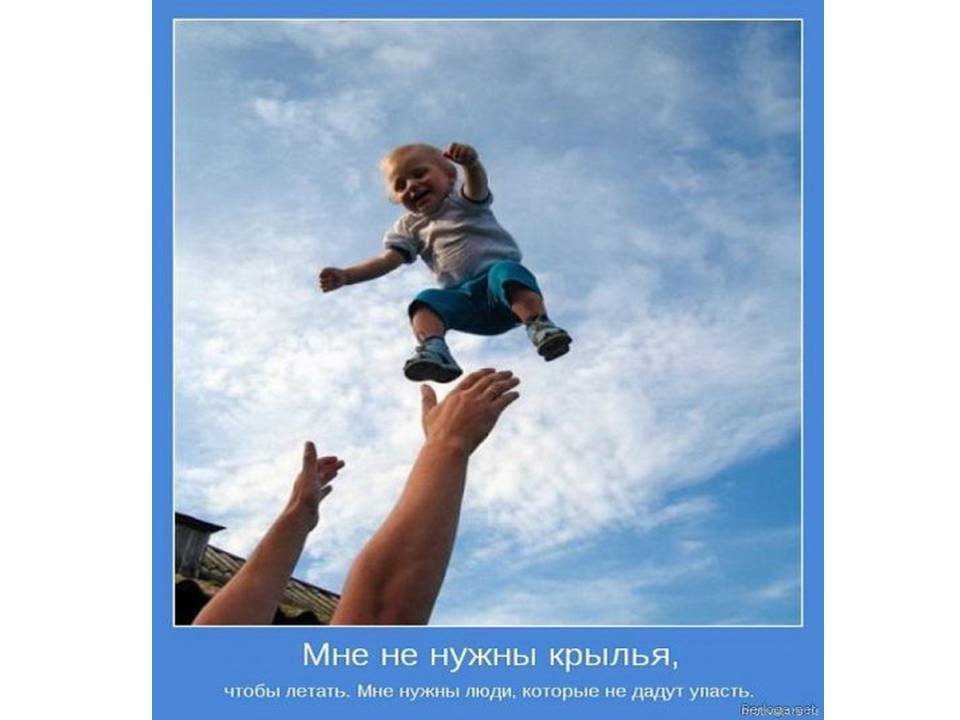 Мне не нужны крылья,
чтобы летать. Мне нужны люди, которые не дадут упасть.